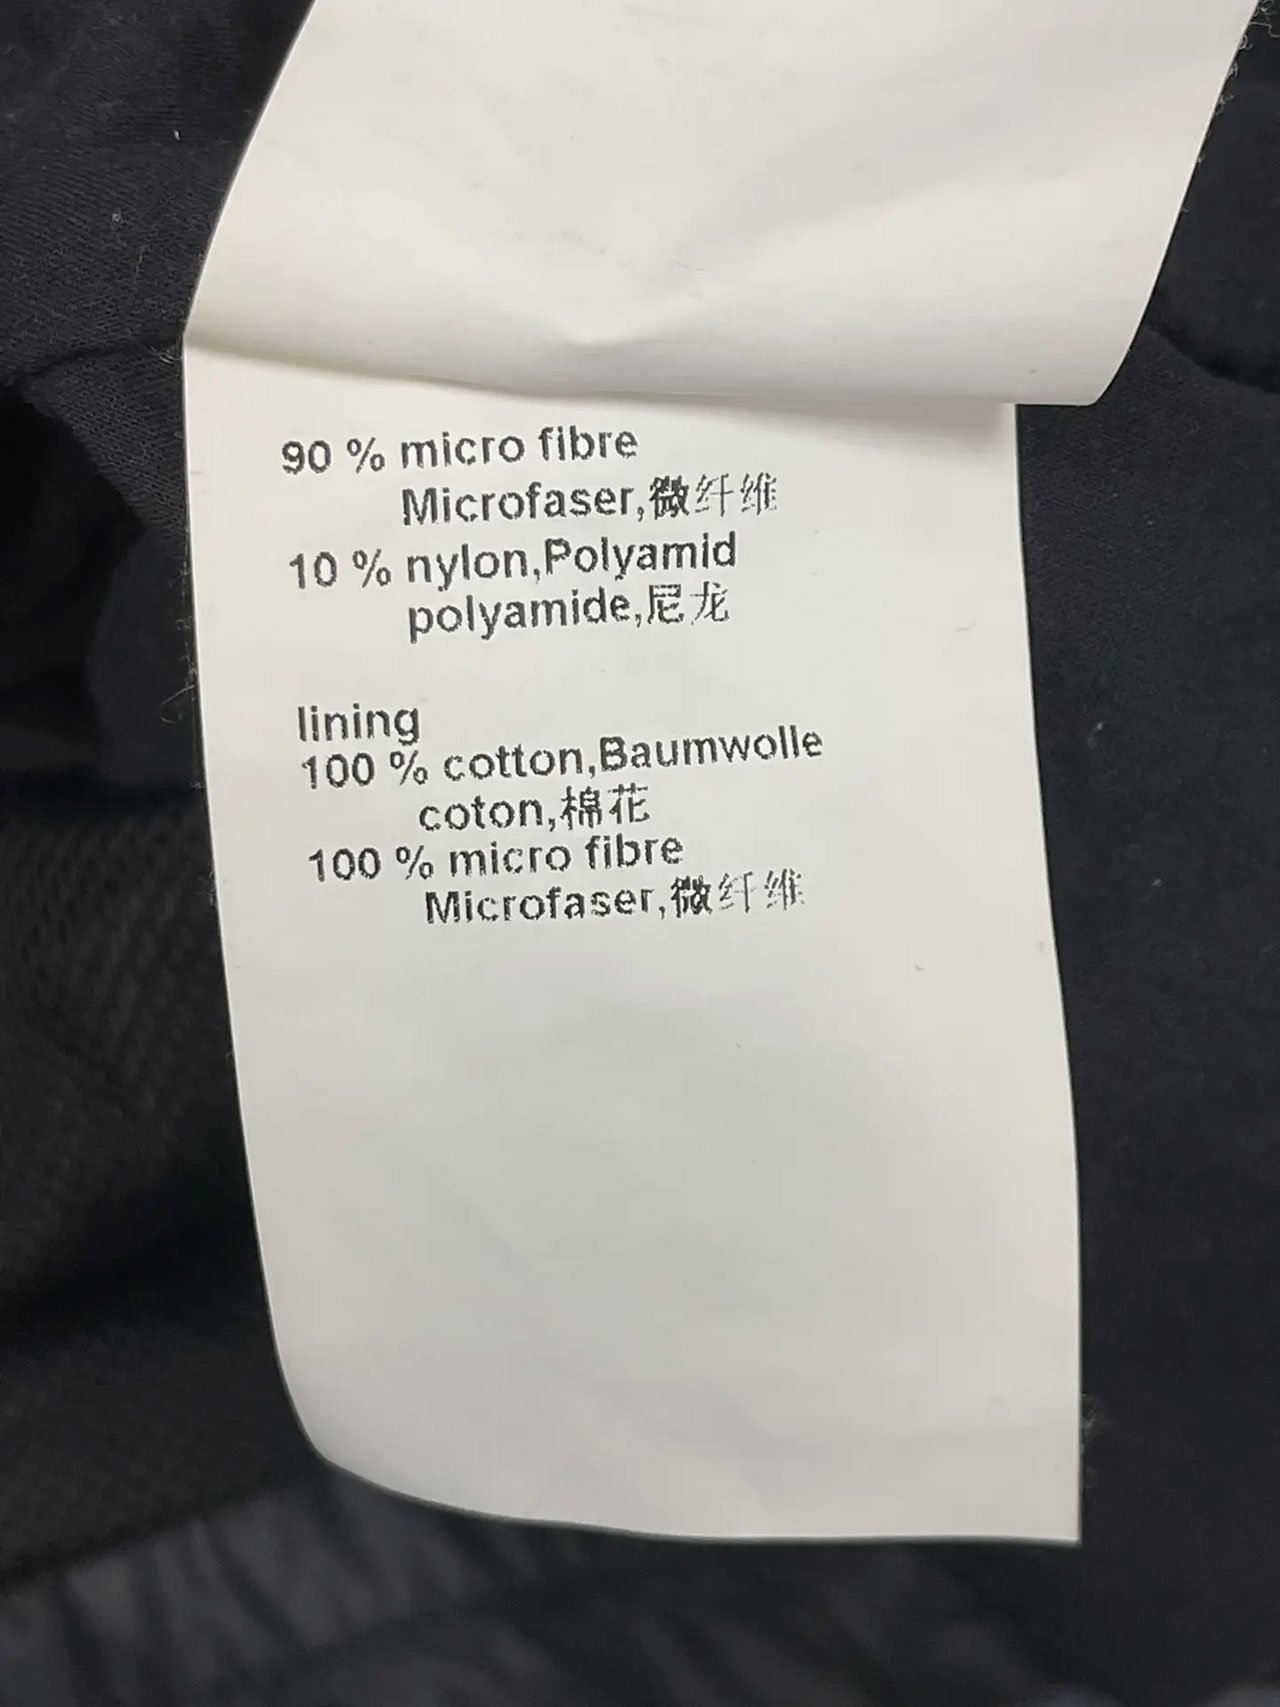 90 % micro fibre
Microfaser,微纤维
10 % nylon,Polyamid
polyamide,尼龙
lining
100 % cotton,Baumwolle
coton,棉花
100 % micro fibre
Microfaser,微纤维